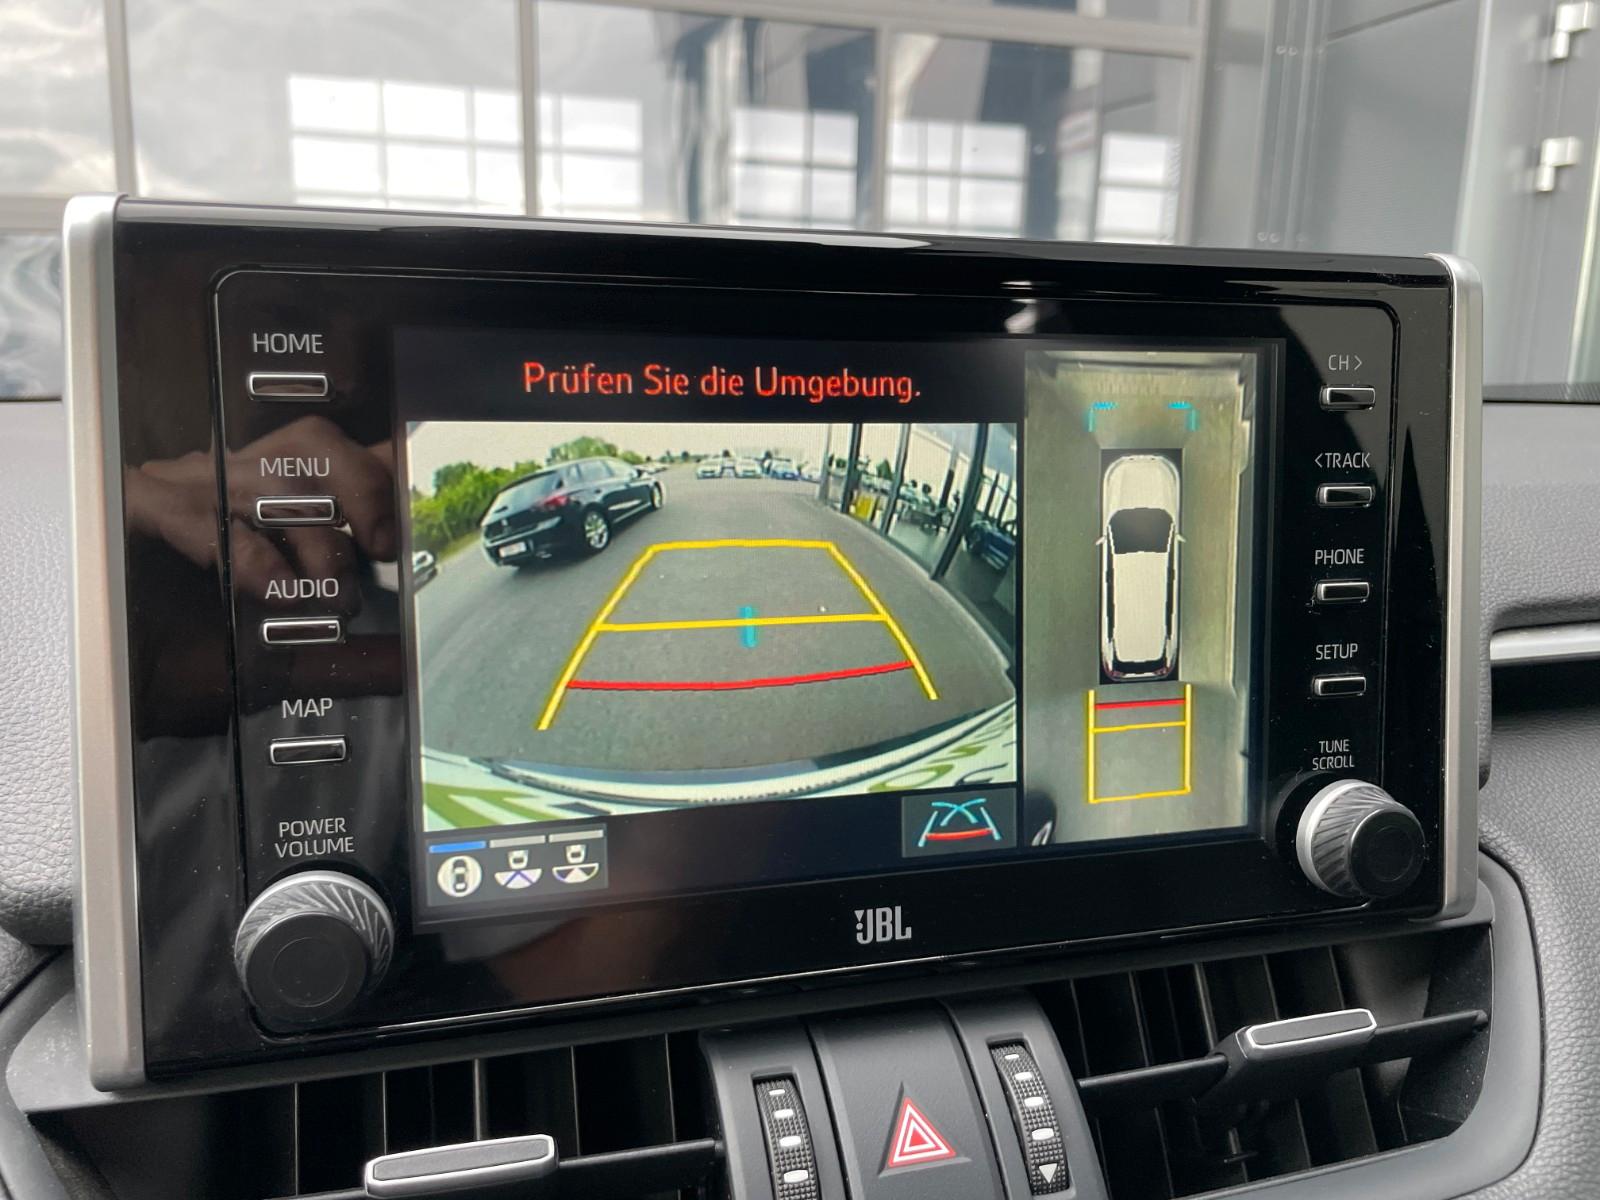 HOME
MENU
AUDIO
MAP
POWER
VOLUME
Prüfen Sie die Umgebung.
CH >
<TRACK
PHONE
SETUP
TUNE
SCROLL
JBL